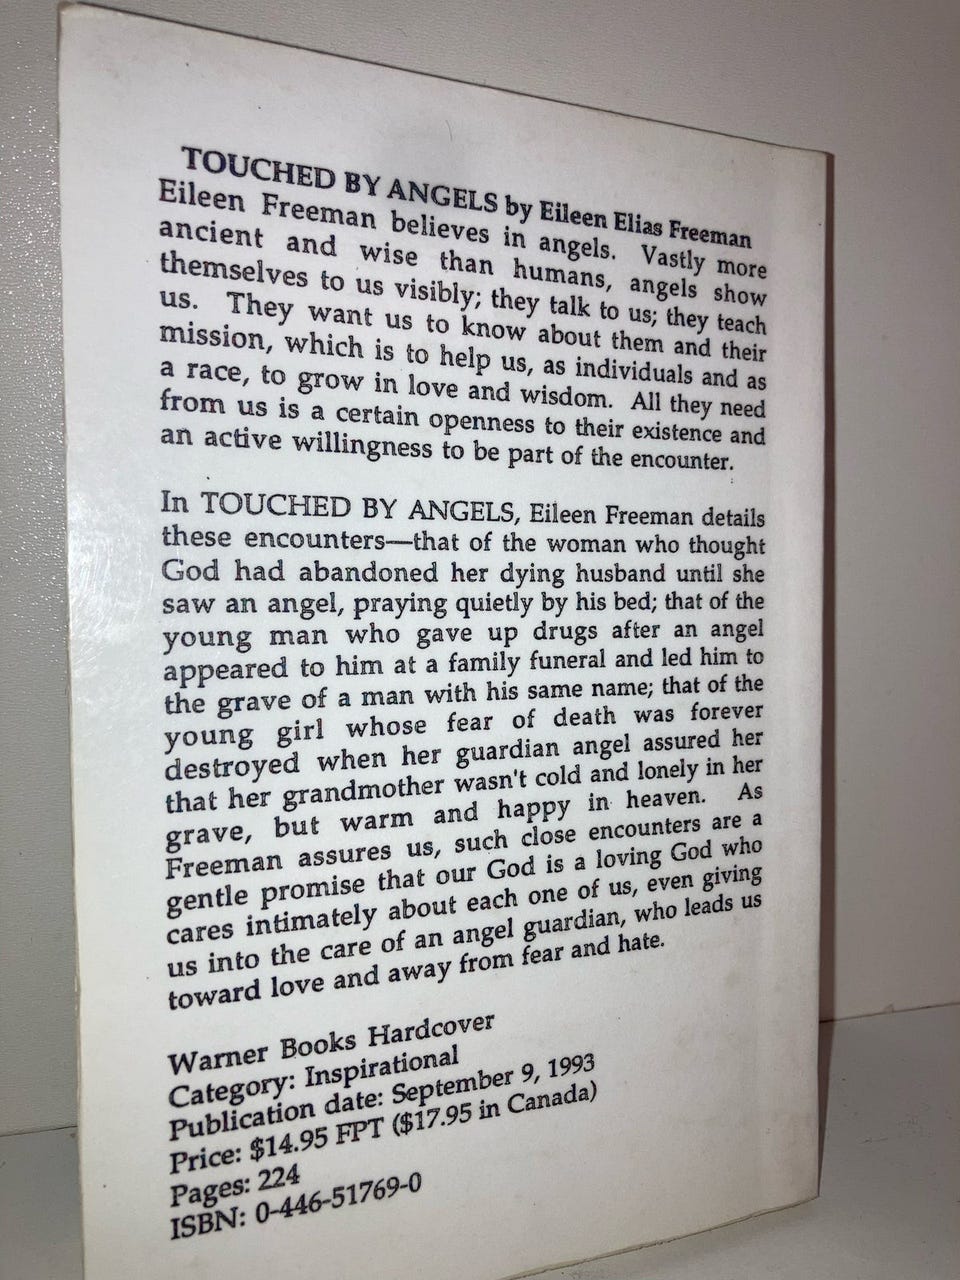 TOUCHED BY ANGELS by Eileen Elias Freeman
Eileen Freeman believes in angels. Vastly more
ancient and wise than humans, angels show
themselves to us visibly; they talk to us; they teach
us. They want us to know about them and their
mission, which is to help us, as individuals and as
a race, to grow in love and wisdom. All they need
from us is a certain openness to their existence and
an active willingness to be part of the encounter.
In TOUCHED BY ANGELS, Eileen Freeman details
these encounters—that of the woman who thought
God had abandoned her dying husband until she
saw an angel, praying quietly by his bed; that of the
young man who gave up drugs after an angel
appeared to him at a family funeral and led him to
the grave of a man with his same name; that of the
young girl whose fear of death was forever
destroyed when her guardian angel assured her
that her grandmother wasn't cold and lonely in her
grave, but warm and happy in heaven. As
Freeman assures us, such close encounters are a
gentle promise that our God is a loving God who
cares intimately about each one of us, even giving
us into the care of an angel guardian, who leads us
toward love and away from fear and hate.
Warner Books Hardcover
Category: Inspirational
Publication date: September 9, 1993
Price: $14.95 FPT ($17.95 in Canada)
Pages: 224
ISBN: 0-446-51769-0